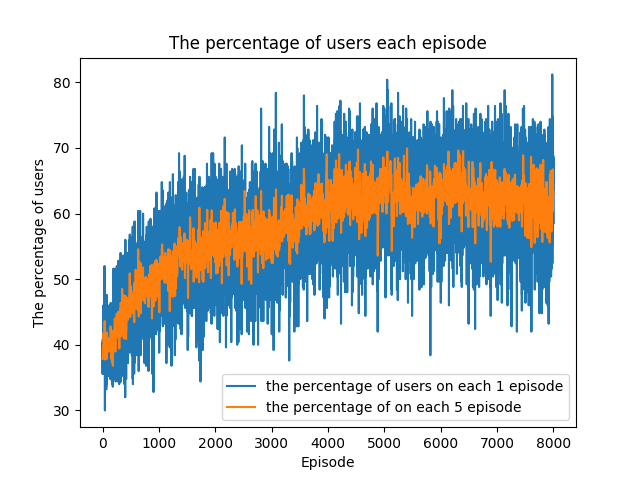 The percentage of users each episode
80
70
60
50
40
30
The percentage of users
the percentage of users on each 1 episode
the percentage of on each 5 episode
0 1000 2000 3000 4000 5000 6000 7000 8000
Episode